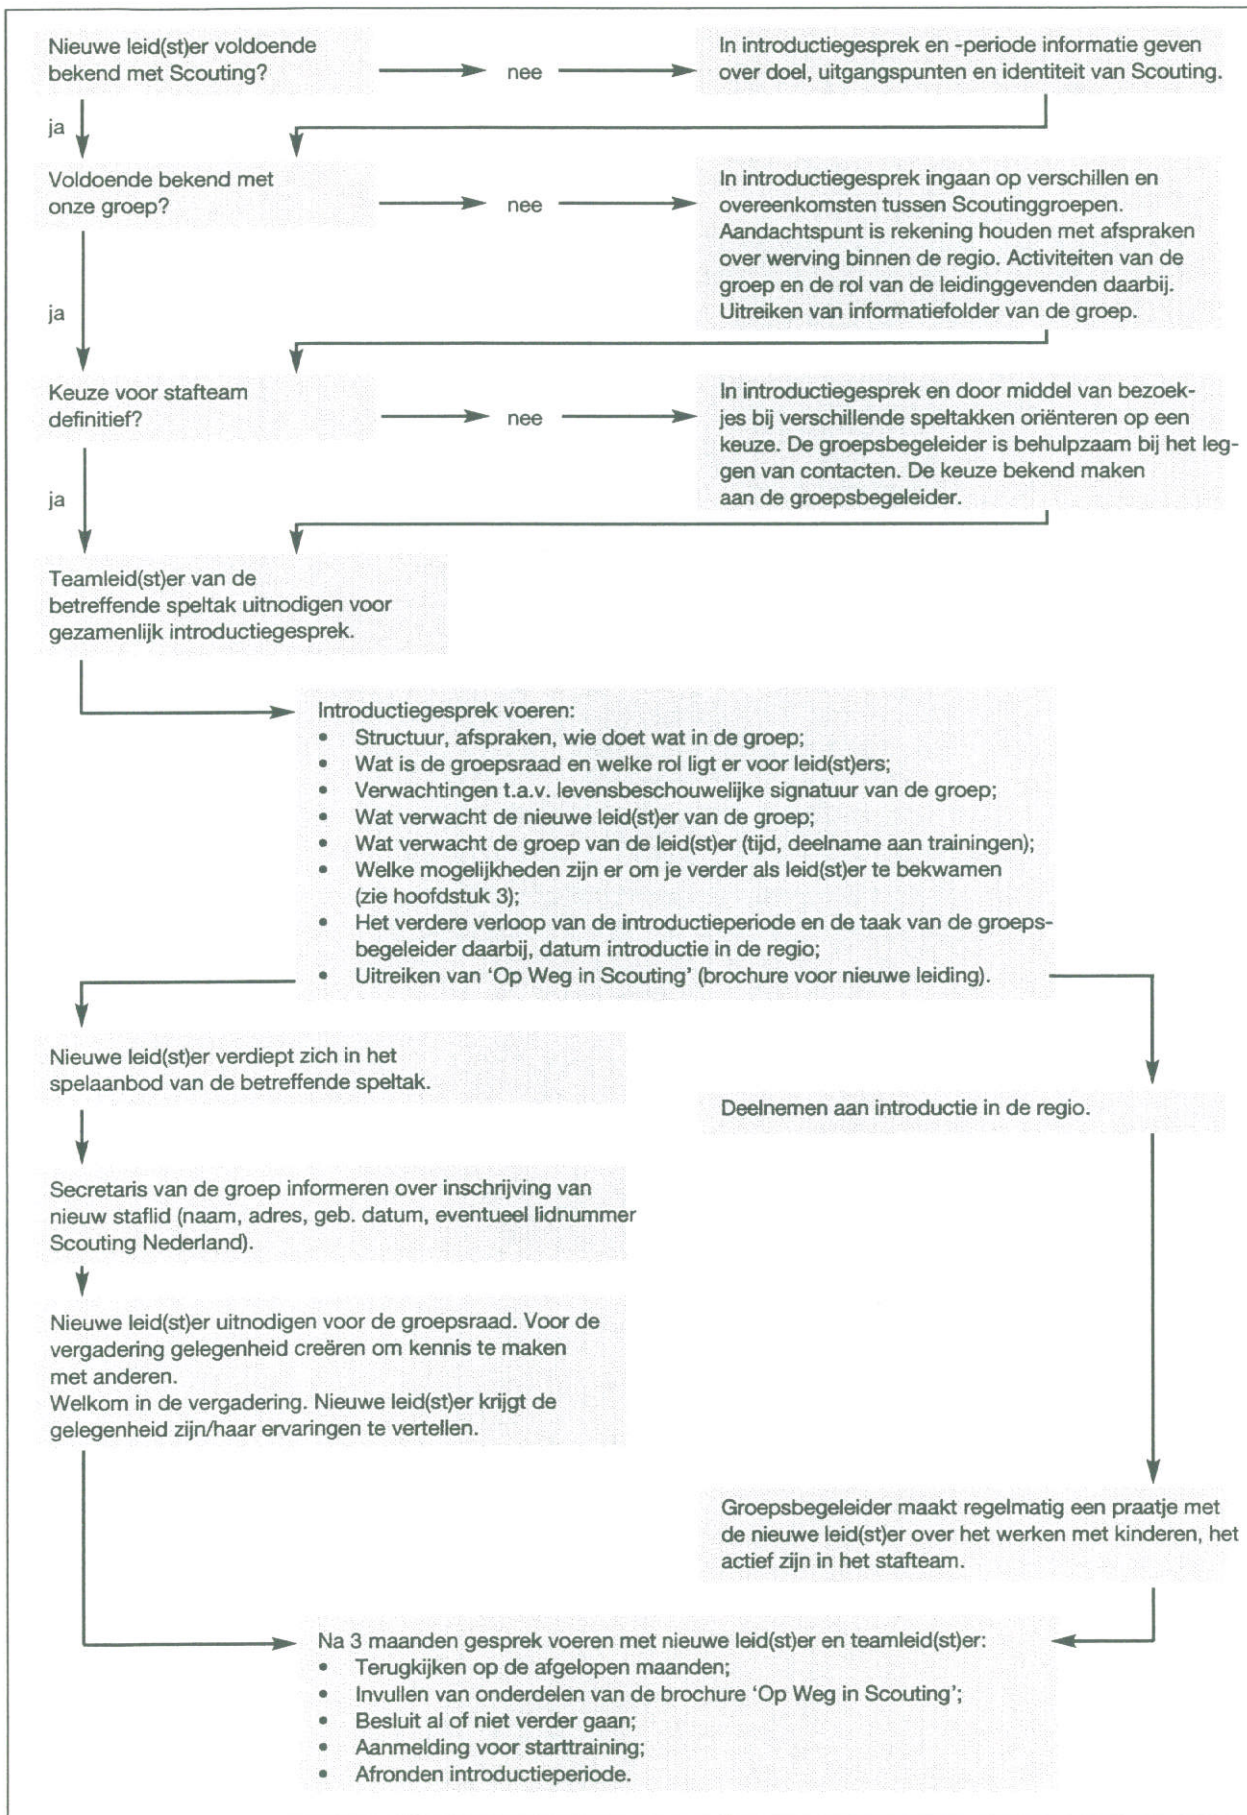 Nieuwe leid(st)er voldoende
bekend met Scouting?
nee
In introductiegesprek en -periode informatie geven
over doel, uitgangspunten en identiteit van Scouting.
ja
Voldoende bekend met
onze groep?
nee
In introductiegesprek ingaan op verschillen en
overeenkomsten tussen Scoutinggroepen.
Aandachtspunt is rekening houden met afspraken
over werving binnen de regio. Activiteiten van de
groep en de rol van de leidinggevenden daarbij.
Uitreiken van informatiefolder van de groep.
ja
Keuze voor stafteam
definitief?
nee
In introductiegesprek en door middel van bezoek-
jes bij verschillende speltakken oriënteren op een
keuze. De groepsbegeleider is behulpzaam bij het leg-
gen van contacten. De keuze bekend maken
aan de groepsbegeleider.
ja
Teamleid(st)er van de
betreffende speltak uitnodigen voor
gezamenlijk introductiegesprek.
Introductiegesprek voeren:
• Structuur, afspraken, wie doet wat in de groep;
• Wat is de groepsraad en welke rol ligt er voor leid(st)ers;
• Verwachtingen t.a.v. levensbeschouwelijke signatuur van de groep;
• Wat verwacht de nieuwe leid(st)er van de groep;
• Wat verwacht de groep van de leid(st)er (tijd, deelname aan trainingen);
• Welke mogelijkheden zijn er om je verder als leid(st)er te bekwamen
(zie hoofdstuk 3);
• Het verdere verloop van de introductieperiode en de taak van de groeps-
begeleider daarbij, datum introductie in de regio;
• Uitreiken van ‘Op Weg in Scouting’ (brochure voor nieuwe leiding).
Nieuwe leid(st)er verdiept zich in het
spelaanbod van de betreffende speltak.
Deelnemen aan introductie in de regio.
Secretaris van de groep informeren over inschrijving van
nieuw staflid (naam, adres, geb. datum, eventueel lidnummer
Scouting Nederland).
Nieuwe leid(st)er uitnodigen voor de groepsraad. Voor de
vergadering gelegenheid creëren om kennis te maken
met anderen.
Welkom in de vergadering. Nieuwe leid(st)er krijgt de
gelegenheid zijn/haar ervaringen te vertellen.
Groepsbegeleider maakt regelmatig een praatje met
de nieuwe leid(st)er over het werken met kinderen, het
actief zijn in het stafteam.
Na 3 maanden gesprek voeren met nieuwe leid(st)er en teamleid(st)er:
• Terugkijken op de afgelopen maanden;
• Invullen van onderdelen van de brochure ‘Op Weg in Scouting’;
• Besluit al of niet verder gaan;
• Aanmelding voor starttraining;
• Afronden introductieperiode.